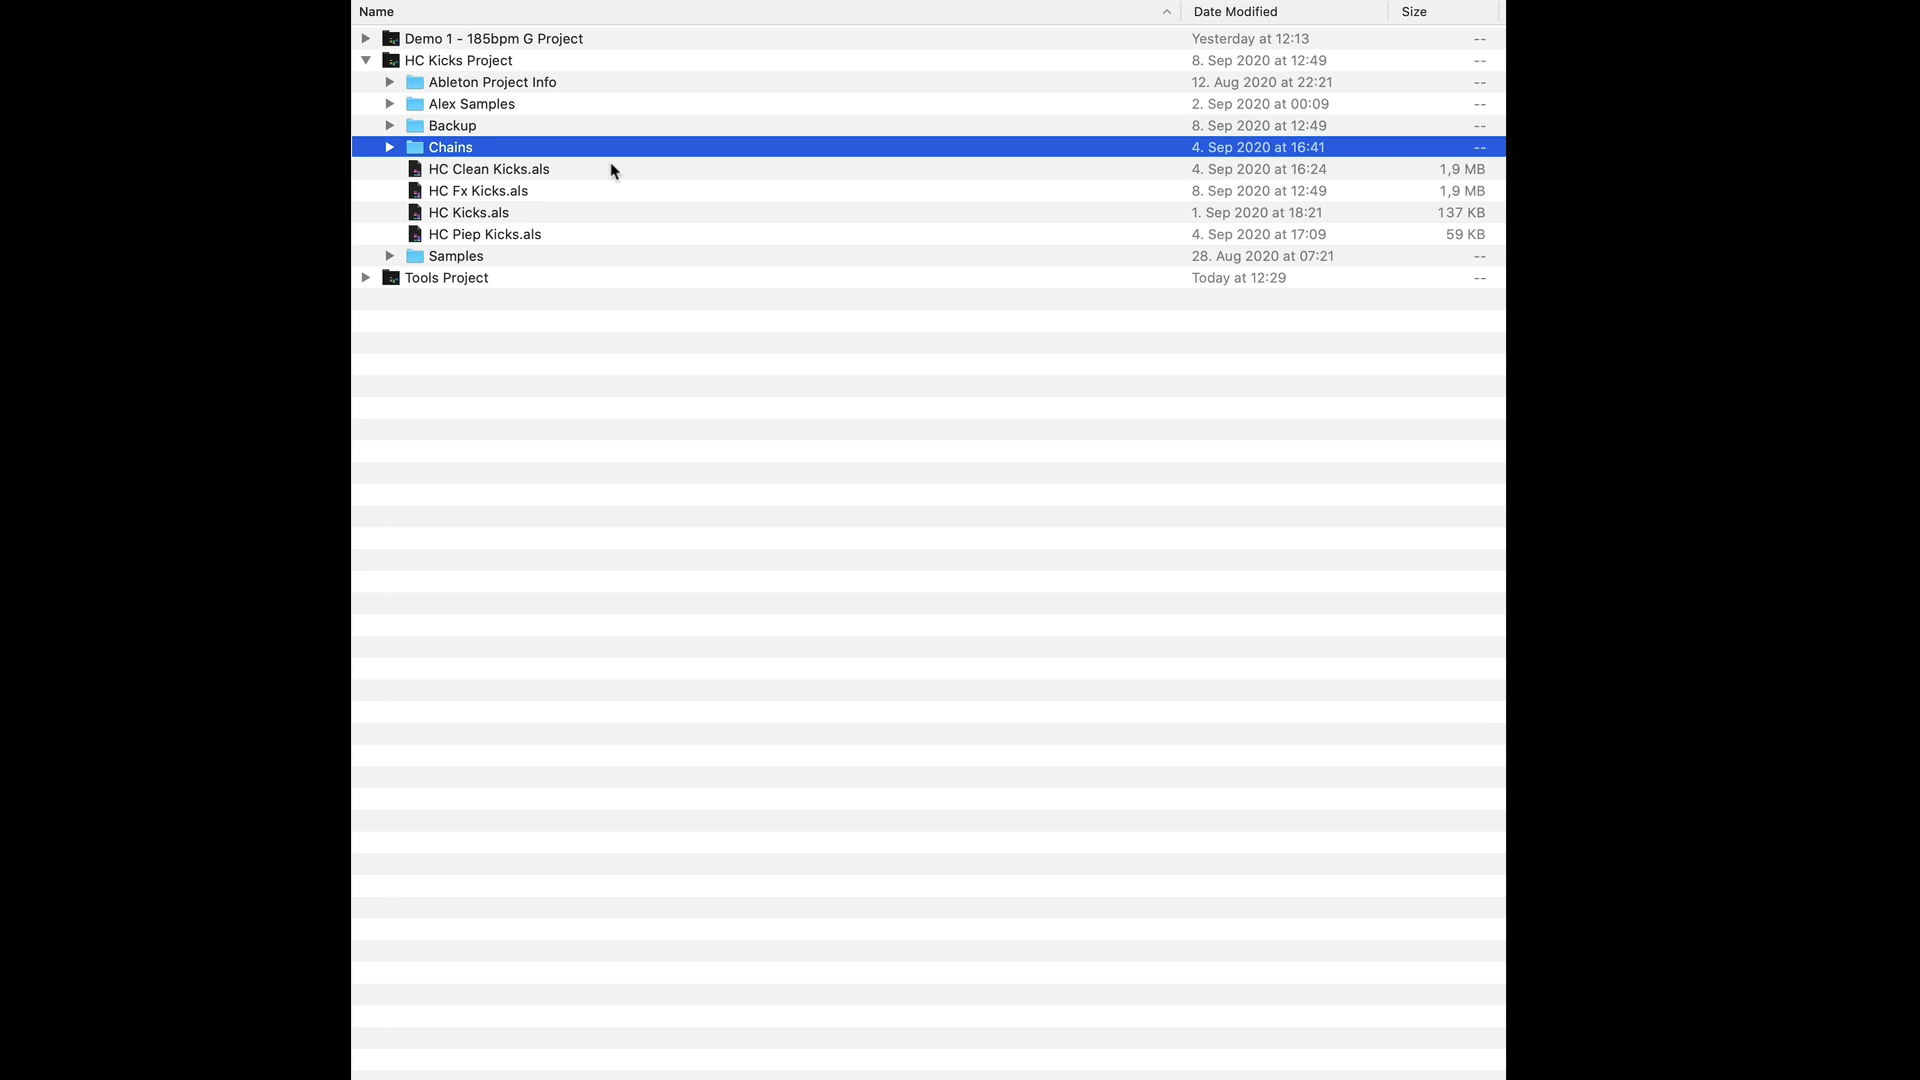 Name Date Modified Size
Demo 1 - 185bpm G Project Yesterday at 12:13 --
HC Kicks Project 8. Sep 2020 at 12:49 --
Ableton Project Info 12. Aug 2020 at 22:21 --
Alex Samples 2. Sep 2020 at 00:09 --
Backup 8. Sep 2020 at 12:49 --
Chains 4. Sep 2020 at 16:41 --
HC Clean Kicks.als 4. Sep 2020 at 16:24 1,9 MB
HC Fx Kicks.als 8. Sep 2020 at 12:49 1,9 MB
HC Kicks.als 1. Sep 2020 at 18:21 137 KB
HC Piep Kicks.als 4. Sep 2020 at 17:09 59 KB
Samples 28. Aug 2020 at 07:21 --
Tools Project Today at 12:29 --